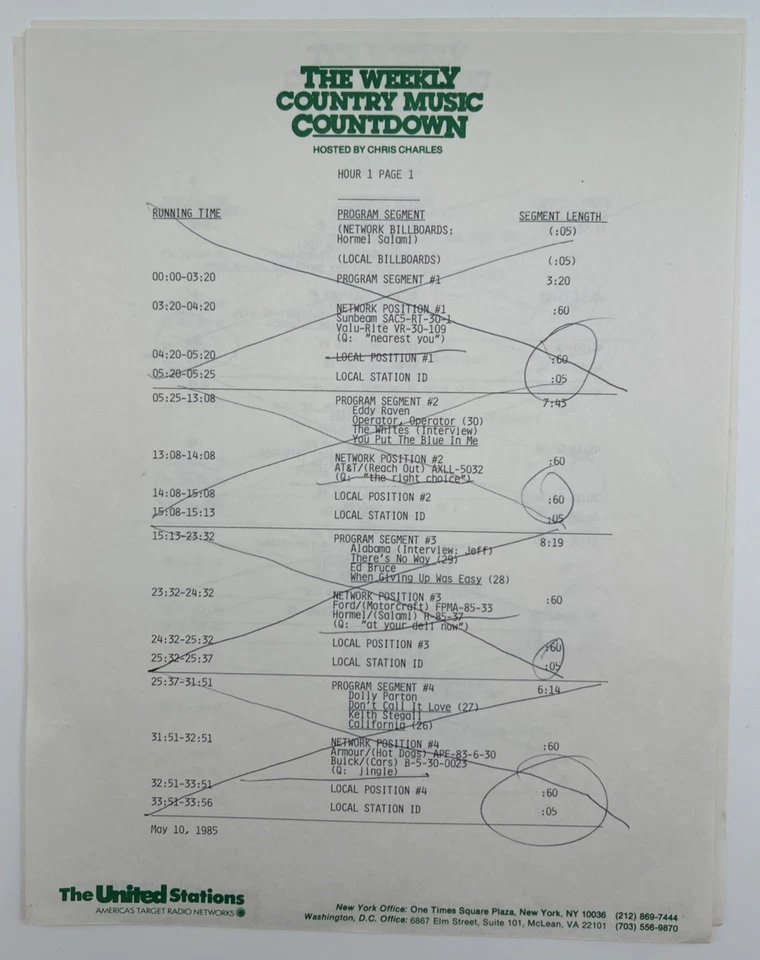 THE WEEKLY
COUNTRY MUSIC
COUNTDOWN
HOSTED BY CHRIS CHARLES
HOUR 1 PAGE 1
RUNNING TIME PROGRAM SEGMENT SEGMENT LENGTH
(NETWORK BILLBOARDS: (:05)
Hormel Salami)
(LOCAL BILLBOARDS) (:05)
00:00-03:20 PROGRAM SEGMENT #1 3:20
03:20-04:20 NETWORK POSITION #1 :60
Sunbeam SAC5-RT-30-1
Valu-Rite VR-30-109
(Q: "nearest you")
04:20-05:20 LOCAL POSITION #1 :60
05:20-05:25 LOCAL STATION ID :05
05:25-13:08 PROGRAM SEGMENT #2 7:43
Eddy Raven
Operator, Operator (30)
The Whites (Interview)
You Put The Blue In Me
13:08-14:08 NETWORK POSITION #2 :60
AT&T/(Reach Out) AXLL-5032
(Q: "the right choice")
14:08-15:08 LOCAL POSITION #2 :60
15:08-15:13 LOCAL STATION ID :05
15:13-23:32 PROGRAM SEGMENT #3 8:19
Alabama (Interview: Jeff)
There's No Way (29)
Ed Bruce
When Giving Up Was Easy (28)
23:32-24:32 NETWORK POSITION #3 :60
Ford/(Motorcraft) FPMA-85-33
Hormel/(Salami) H-85-37
(Q: "at your deli now")
24:32-25:32 LOCAL POSITION #3 :60
25:32-25:37 LOCAL STATION ID :05
25:37-31:51 PROGRAM SEGMENT #4 6:14
Dolly Parton
Don't Call It Love (27)
Keith Stegall
California (26)
31:51-32:51 NETWORK POSITION #4 :60
Armour/(Hot Dogs) APE-83-6-30
Buick/(Cars) B-5-30-0023
(Q: jingle)
32:51-33:51 LOCAL POSITION #4 :60
33:51-33:56 LOCAL STATION ID :05
May 10, 1985
The United Stations
AMERICA'S TARGET RADIO NETWORKS
New York Office: One Times Square Plaza, New York, NY 10036 (212) 869-7444
Washington, D.C. Office: 6867 Elm Street, Suite 101, McLean, VA 22101 (703) 556-9870